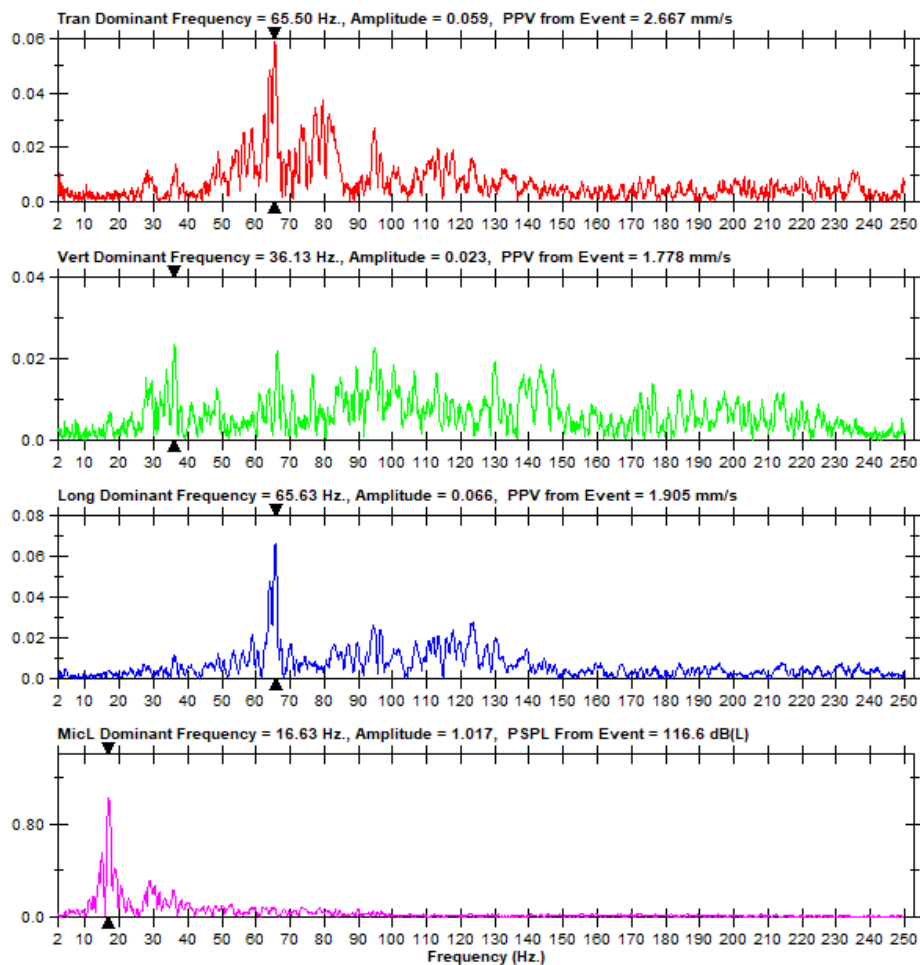 Tran Dominant Frequency = 65.50 Hz., Amplitude = 0.059, PPV from Event = 2.667 mm/s
0.06
0.04
0.02
0.0
2 10 20 30 40 50 60 70 80 90 100 110 120 130 140 150 160 170 180 190 200 210 220 230 250
Vert Dominant Frequency = 36.13 Hz., Amplitude = 0.023, PPV from Event = 1.778 mm/s
0.04
0.02
0.0
2 10 20 30 40 50 60 70 80 90 100 110 120 130 140 150 160 170 180 190 200 210 220 230 250
Long Dominant Frequency = 65.63 Hz., Amplitude = 0.066, PPV from Event = 1.905 mm/s
0.08
0.06
0.04
0.02
0.0
2 10 20 30 40 50 60 70 80 90 100 110 120 130 140 150 160 170 180 190 200 210 220 230 250
MicL Dominant Frequency = 16.63 Hz., Amplitude = 1.017, PSPL From Event = 116.6 dB(L)
0.80
0.0
2 10 20 30 40 50 60 70 80 90 100 110 120 130 140 150 160 170 180 190 200 210 220 230 250
Frequency (Hz.)